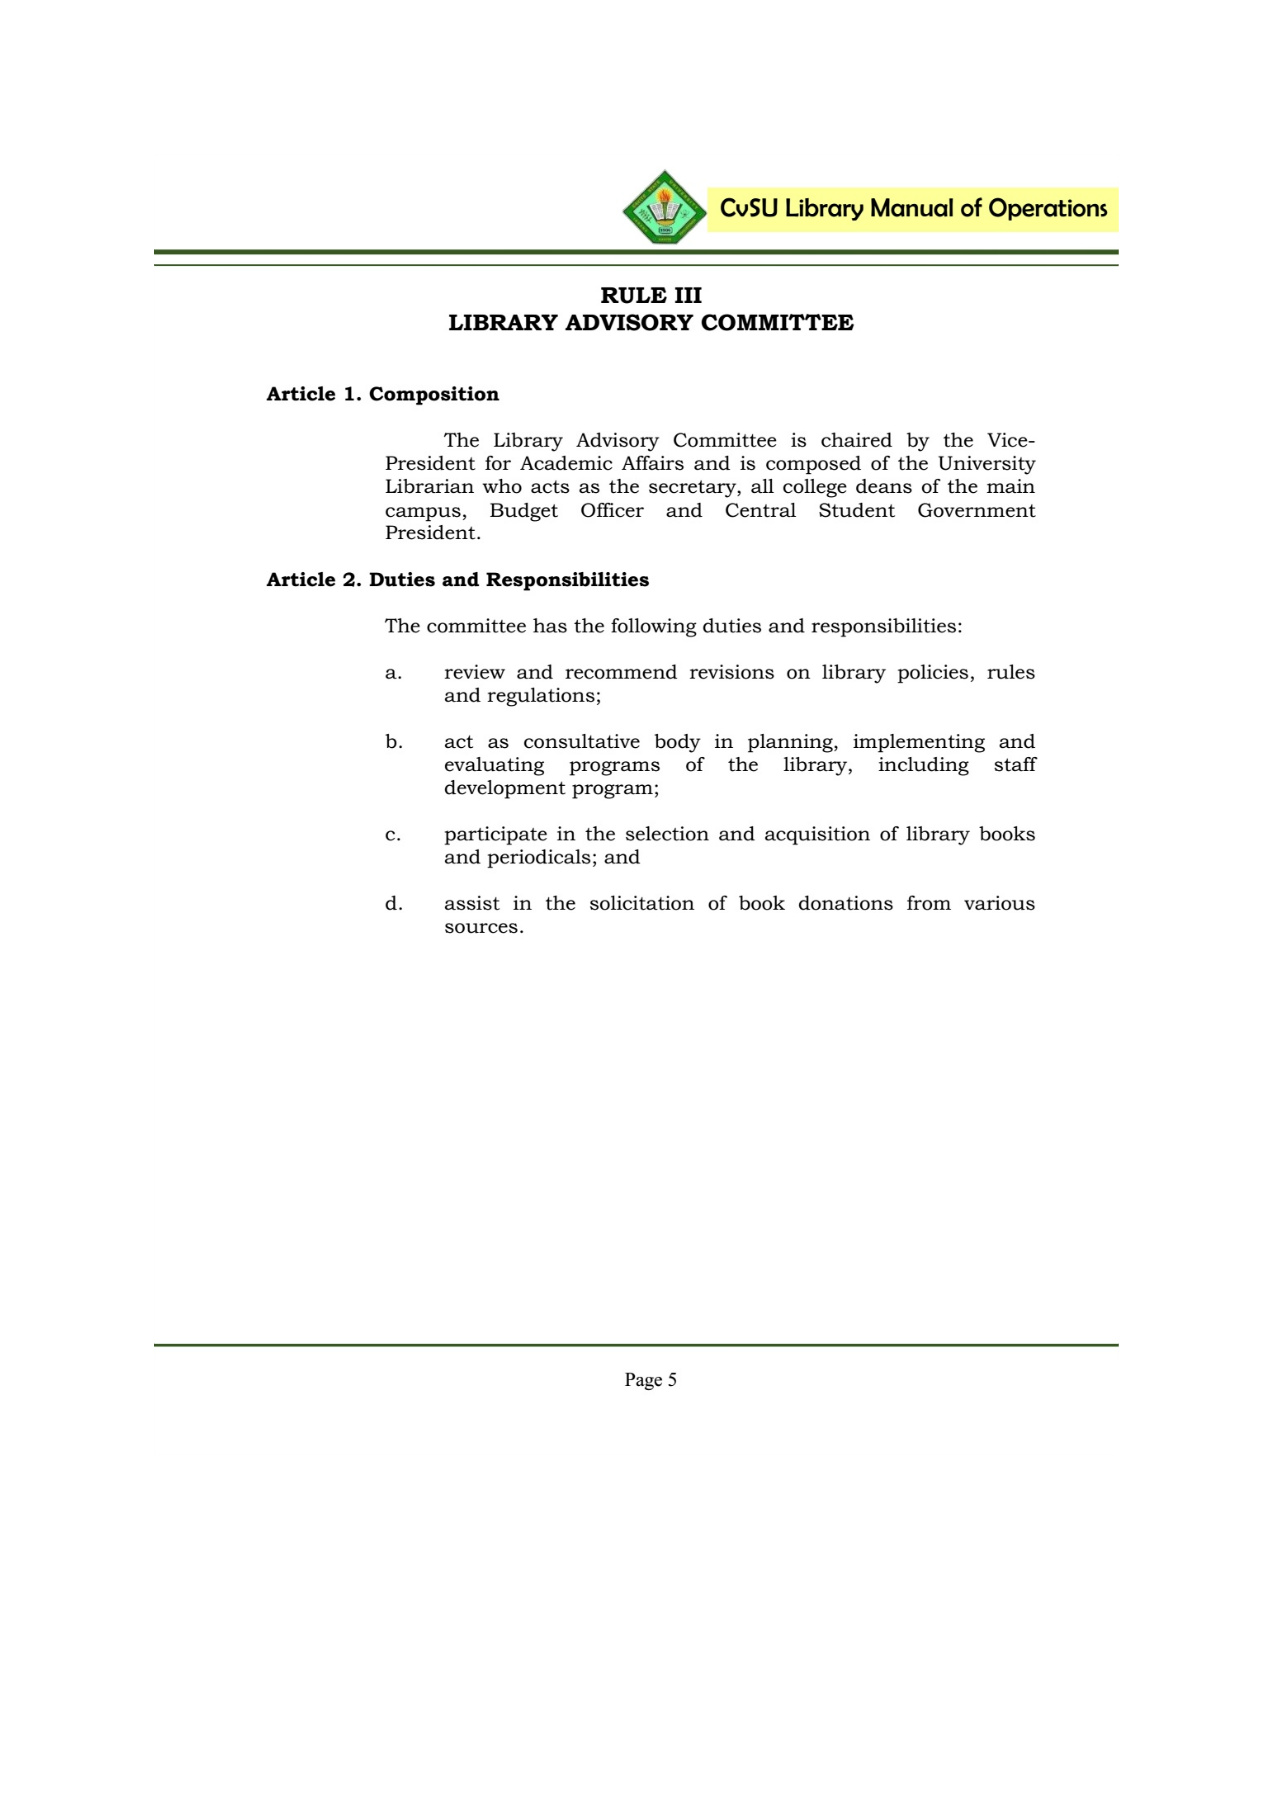 CvSU Library Manual of Operations
RULE III
LIBRARY ADVISORY COMMITTEE
Article 1. Composition
The Library Advisory Committee is chaired by the Vice-
President for Academic Affairs and is composed of the University
Librarian who acts as the secretary, all college deans of the main
campus, Budget Officer and Central Student Government
President.
Article 2. Duties and Responsibilities
The committee has the following duties and responsibilities:
a. review and recommend revisions on library policies, rules
and regulations;
b. act as consultative body in planning, implementing and
evaluating programs of the library, including staff
development program;
c. participate in the selection and acquisition of library books
and periodicals; and
d. assist in the solicitation of book donations from various
sources.
Page 5